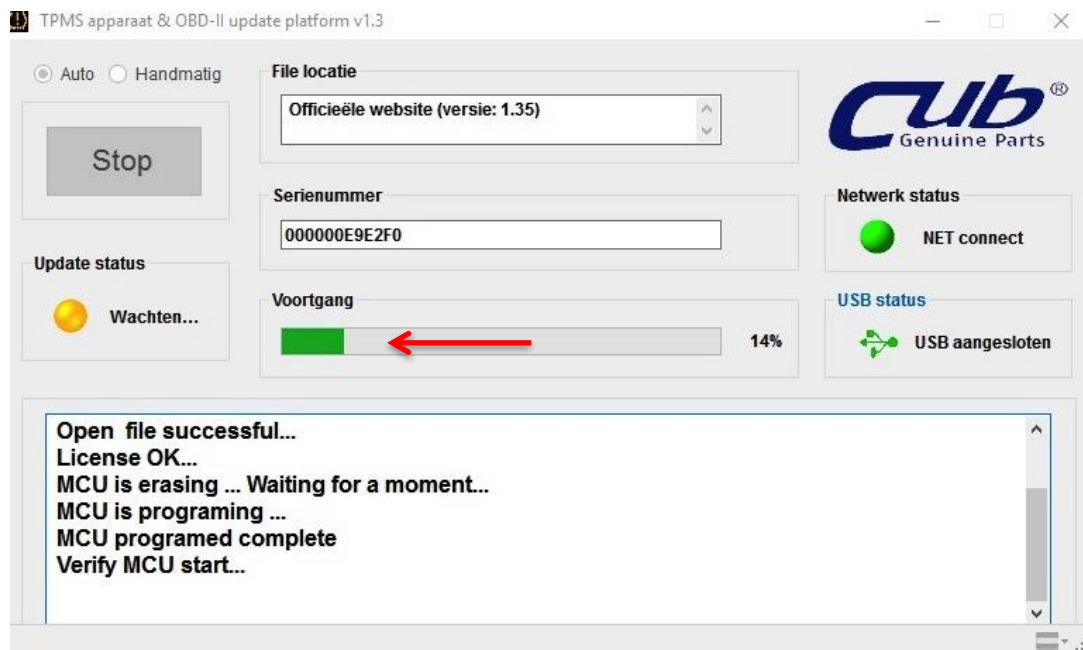 TPMS apparaat & OBD-II update platform v1.3
Auto
Handmatig
Stop
File locatie
Officieële website (versie: 1.35)
Cub®
Genuine Parts
Serienummer
000000E9E2F0
Netwerk status
NET connect
Update status
Wachten...
Voortgang
14%
USB status
USB aangesloten
Open file successful...
License OK...
MCU is erasing ... Waiting for a moment...
MCU is programing ...
MCU programed complete
Verify MCU start...